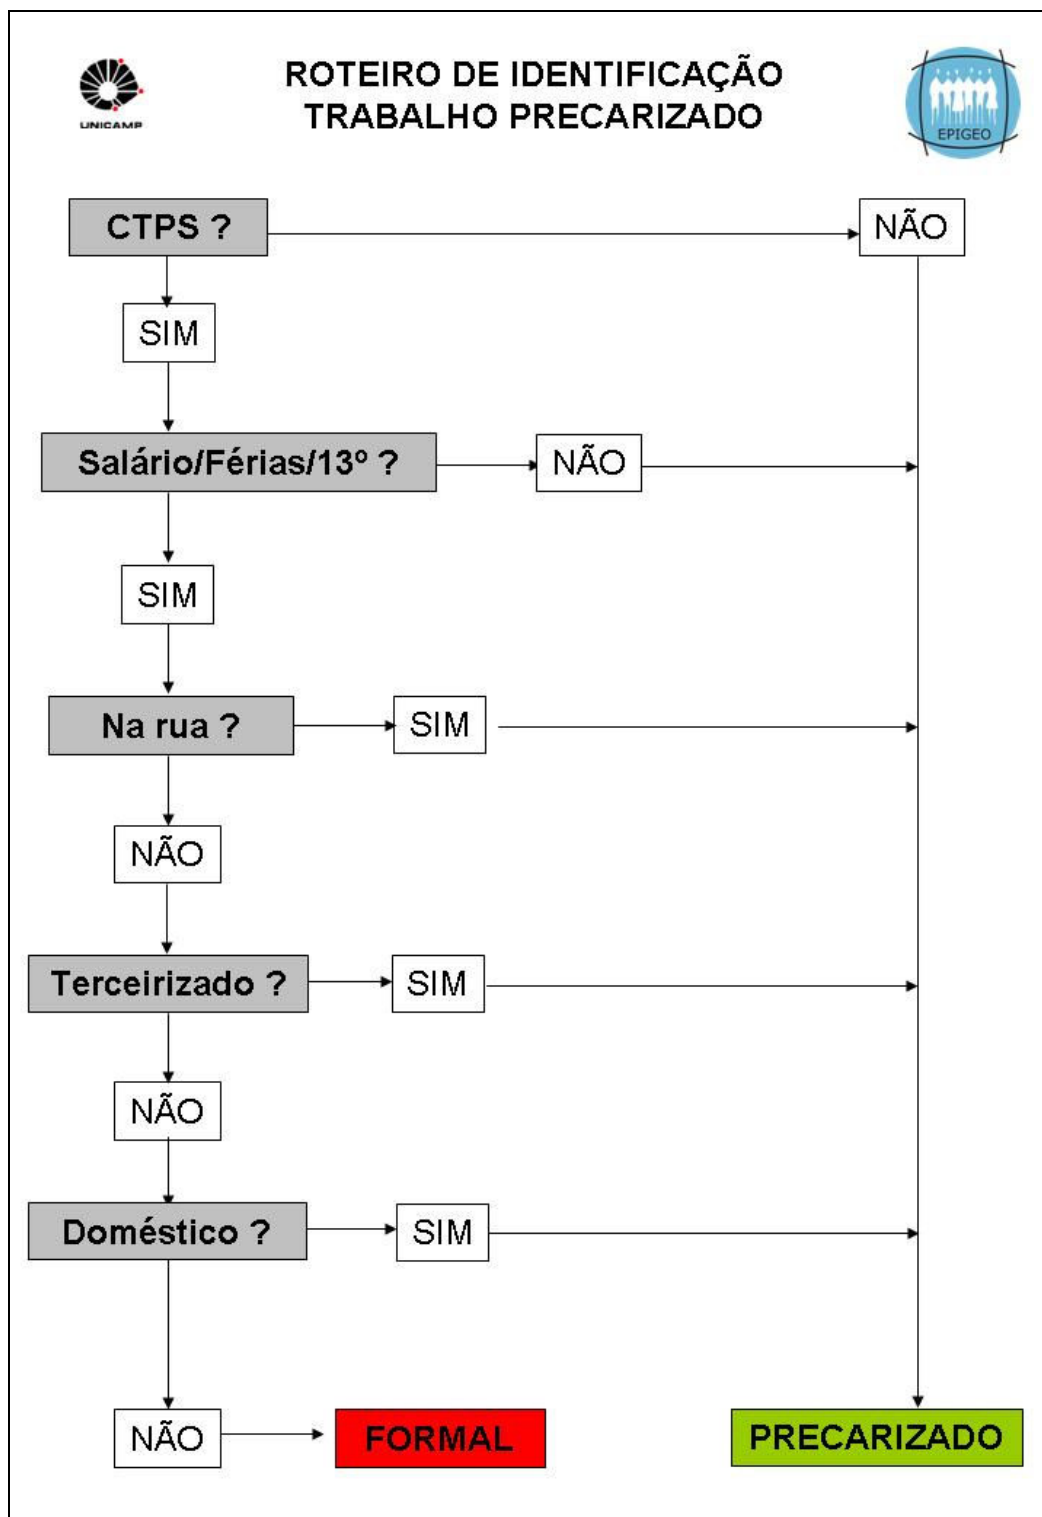 UNICAMP
ROTEIRO DE IDENTIFICAÇÃO
TRABALHO PRECARIZADO
EPIGEO
CTPS ?
NÃO
SIM
Salário/Férias/13º ?
NÃO
SIM
Na rua ?
SIM
NÃO
Terceirizado ?
SIM
NÃO
Doméstico ?
SIM
NÃO
FORMAL
PRECARIZADO